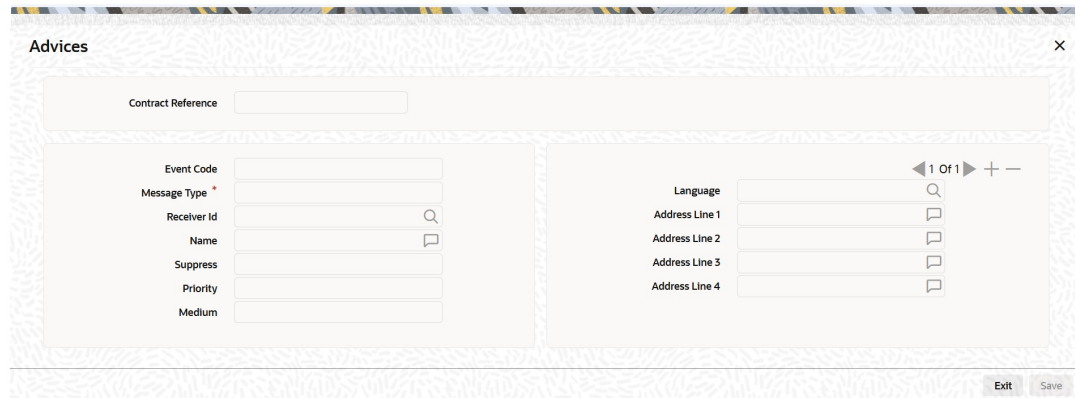 Advices
Contract Reference
Event Code
Message Type *
Receiver Id
Name
Suppress
Priority
Medium
1 Of 1
Language
Address Line 1
Address Line 2
Address Line 3
Address Line 4
Exit
Save